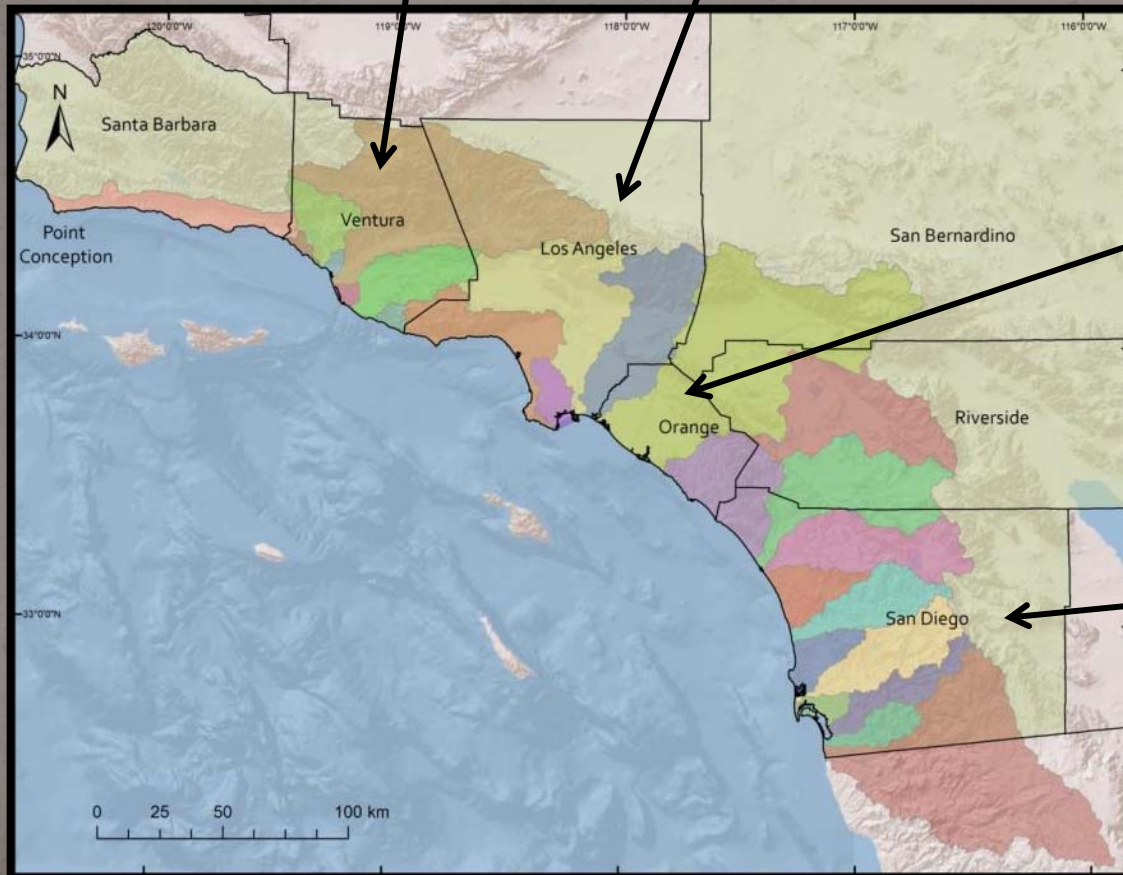 120°0'0"W
119°0'0"W
118°0'0"W
117°0'0"W
116°0'0"W
35°0'0"N
N
Santa Barbara
Ventura
Los Angeles
San Bernardino
Point
Conception
34°0'0"N
Orange
Riverside
33°0'0"N
San Diego
0 25 50 100 km